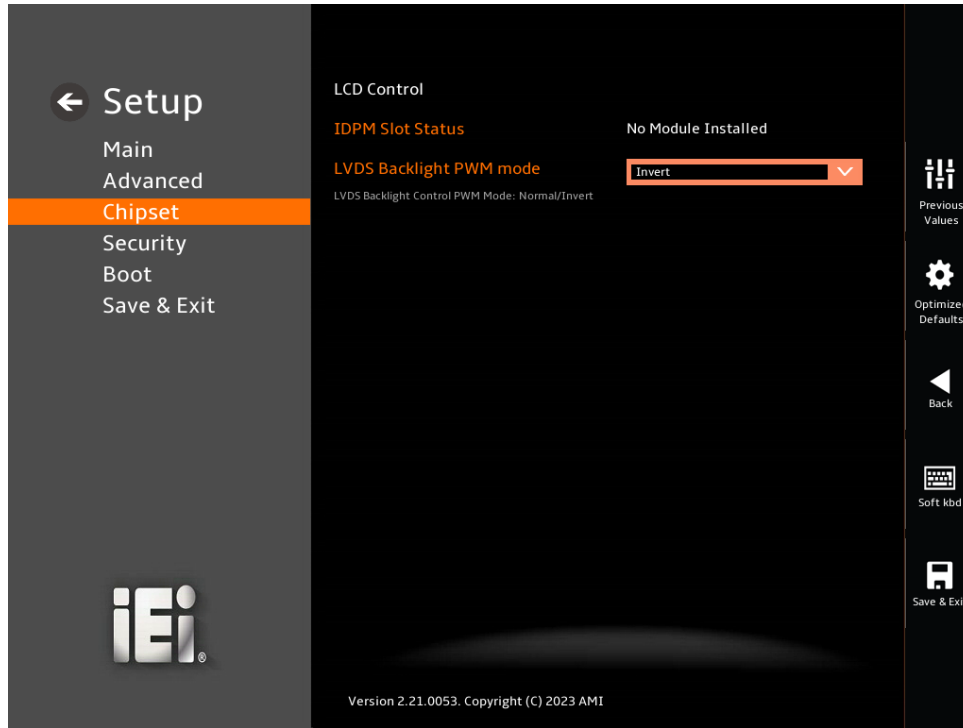 Setup
Main
Advanced
Chipset
Security
Boot
Save & Exit
iEi®
LCD Control
IDPM Slot Status No Module Installed
LVDS Backlight PWM mode Invert
LVDS Backlight Control PWM Mode: Normal/Invert
Version 2.21.0053. Copyright (C) 2023 AMI
Previous
Values
Optimize
Defaults
Back
Soft kbd
Save & Exi